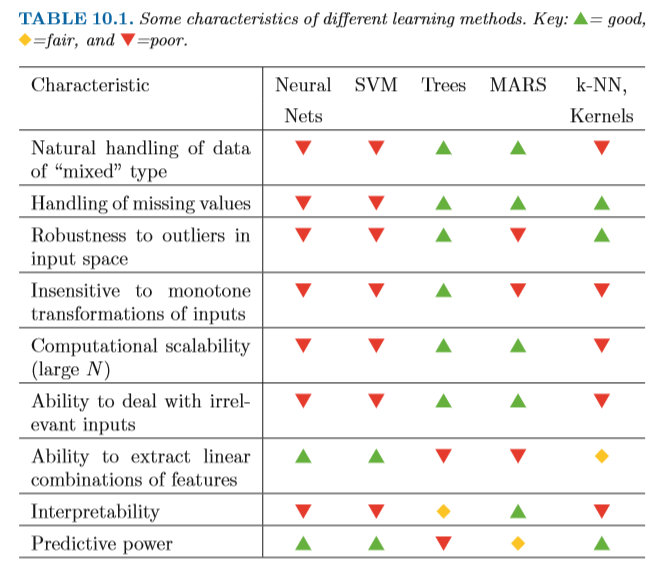 TABLE 10.1. Some characteristics of different learning methods. Key: ▲= good,
◆=fair, and ▼=poor.
Characteristic Neural SVM Trees MARS k-NN,
Nets Kernels
Natural handling of data ▼ ▼ ▲ ▲ ▼
of “mixed” type
Handling of missing values ▼ ▼ ▲ ▲ ▲
Robustness to outliers in ▼ ▼ ▲ ▼ ▲
input space
Insensitive to monotone ▼ ▼ ▲ ▼ ▼
transformations of inputs
Computational scalability ▼ ▼ ▲ ▲ ▼
(large N)
Ability to deal with irrel- ▼ ▼ ▲ ▲ ▼
evant inputs
Ability to extract linear ▲ ▲ ▼ ▼ ◆
combinations of features
Interpretability ▼ ▼ ◆ ▲ ▼
Predictive power ▲ ▲ ▼ ◆ ▲